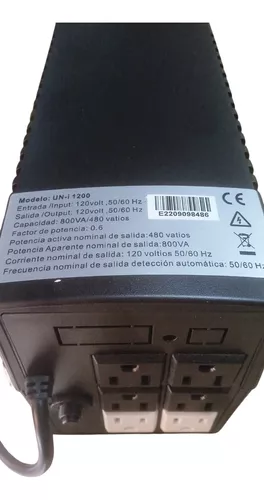 Modelo: UN-i 1200
Entrada /Input: 120volt ,50/60 Hz
Salida /Output: 120volt ,50/60 Hz
Capacidad: 800VA/480 vatios
Factor de potencia: 0.6
Potencia activa nominal de salida:480 vatios
Potencia Aparente nominal de salida:800VA
Corriente nominal de salida: 120 voltios 50/60 Hz
Frecuencia nominal de salida detección automática: 50/60 Hz
E2209098486
CE